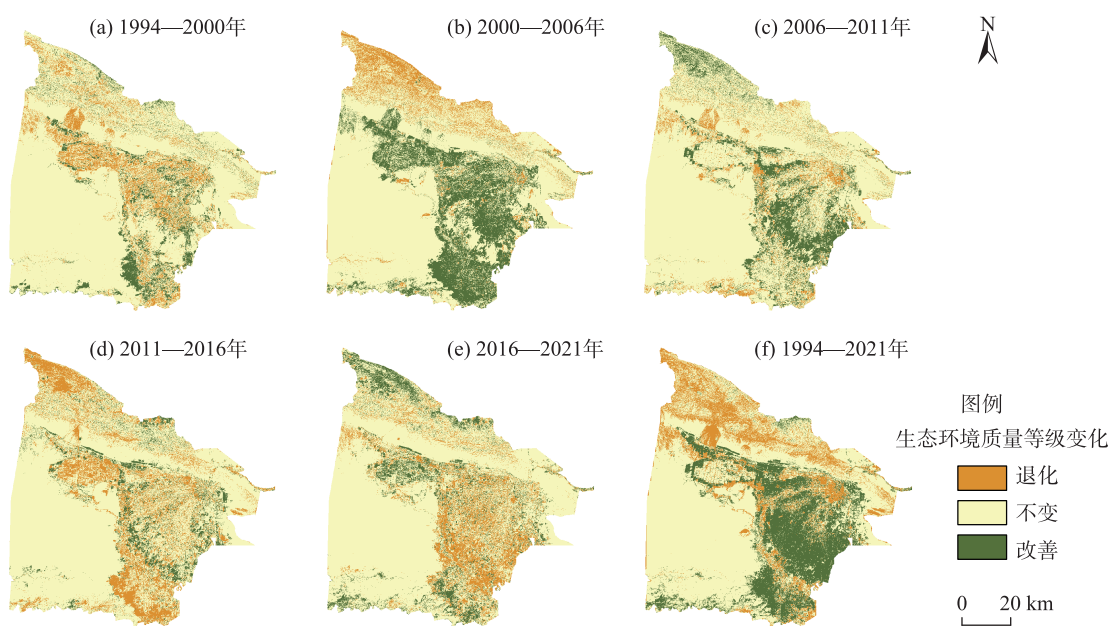 (a) 1994—2000年
(b) 2000—2006年
(c) 2006—2011年
N
(d) 2011—2016年
(e) 2016—2021年
(f) 1994—2021年
图例
生态环境质量等级变化
退化
不变
改善
0 20 km